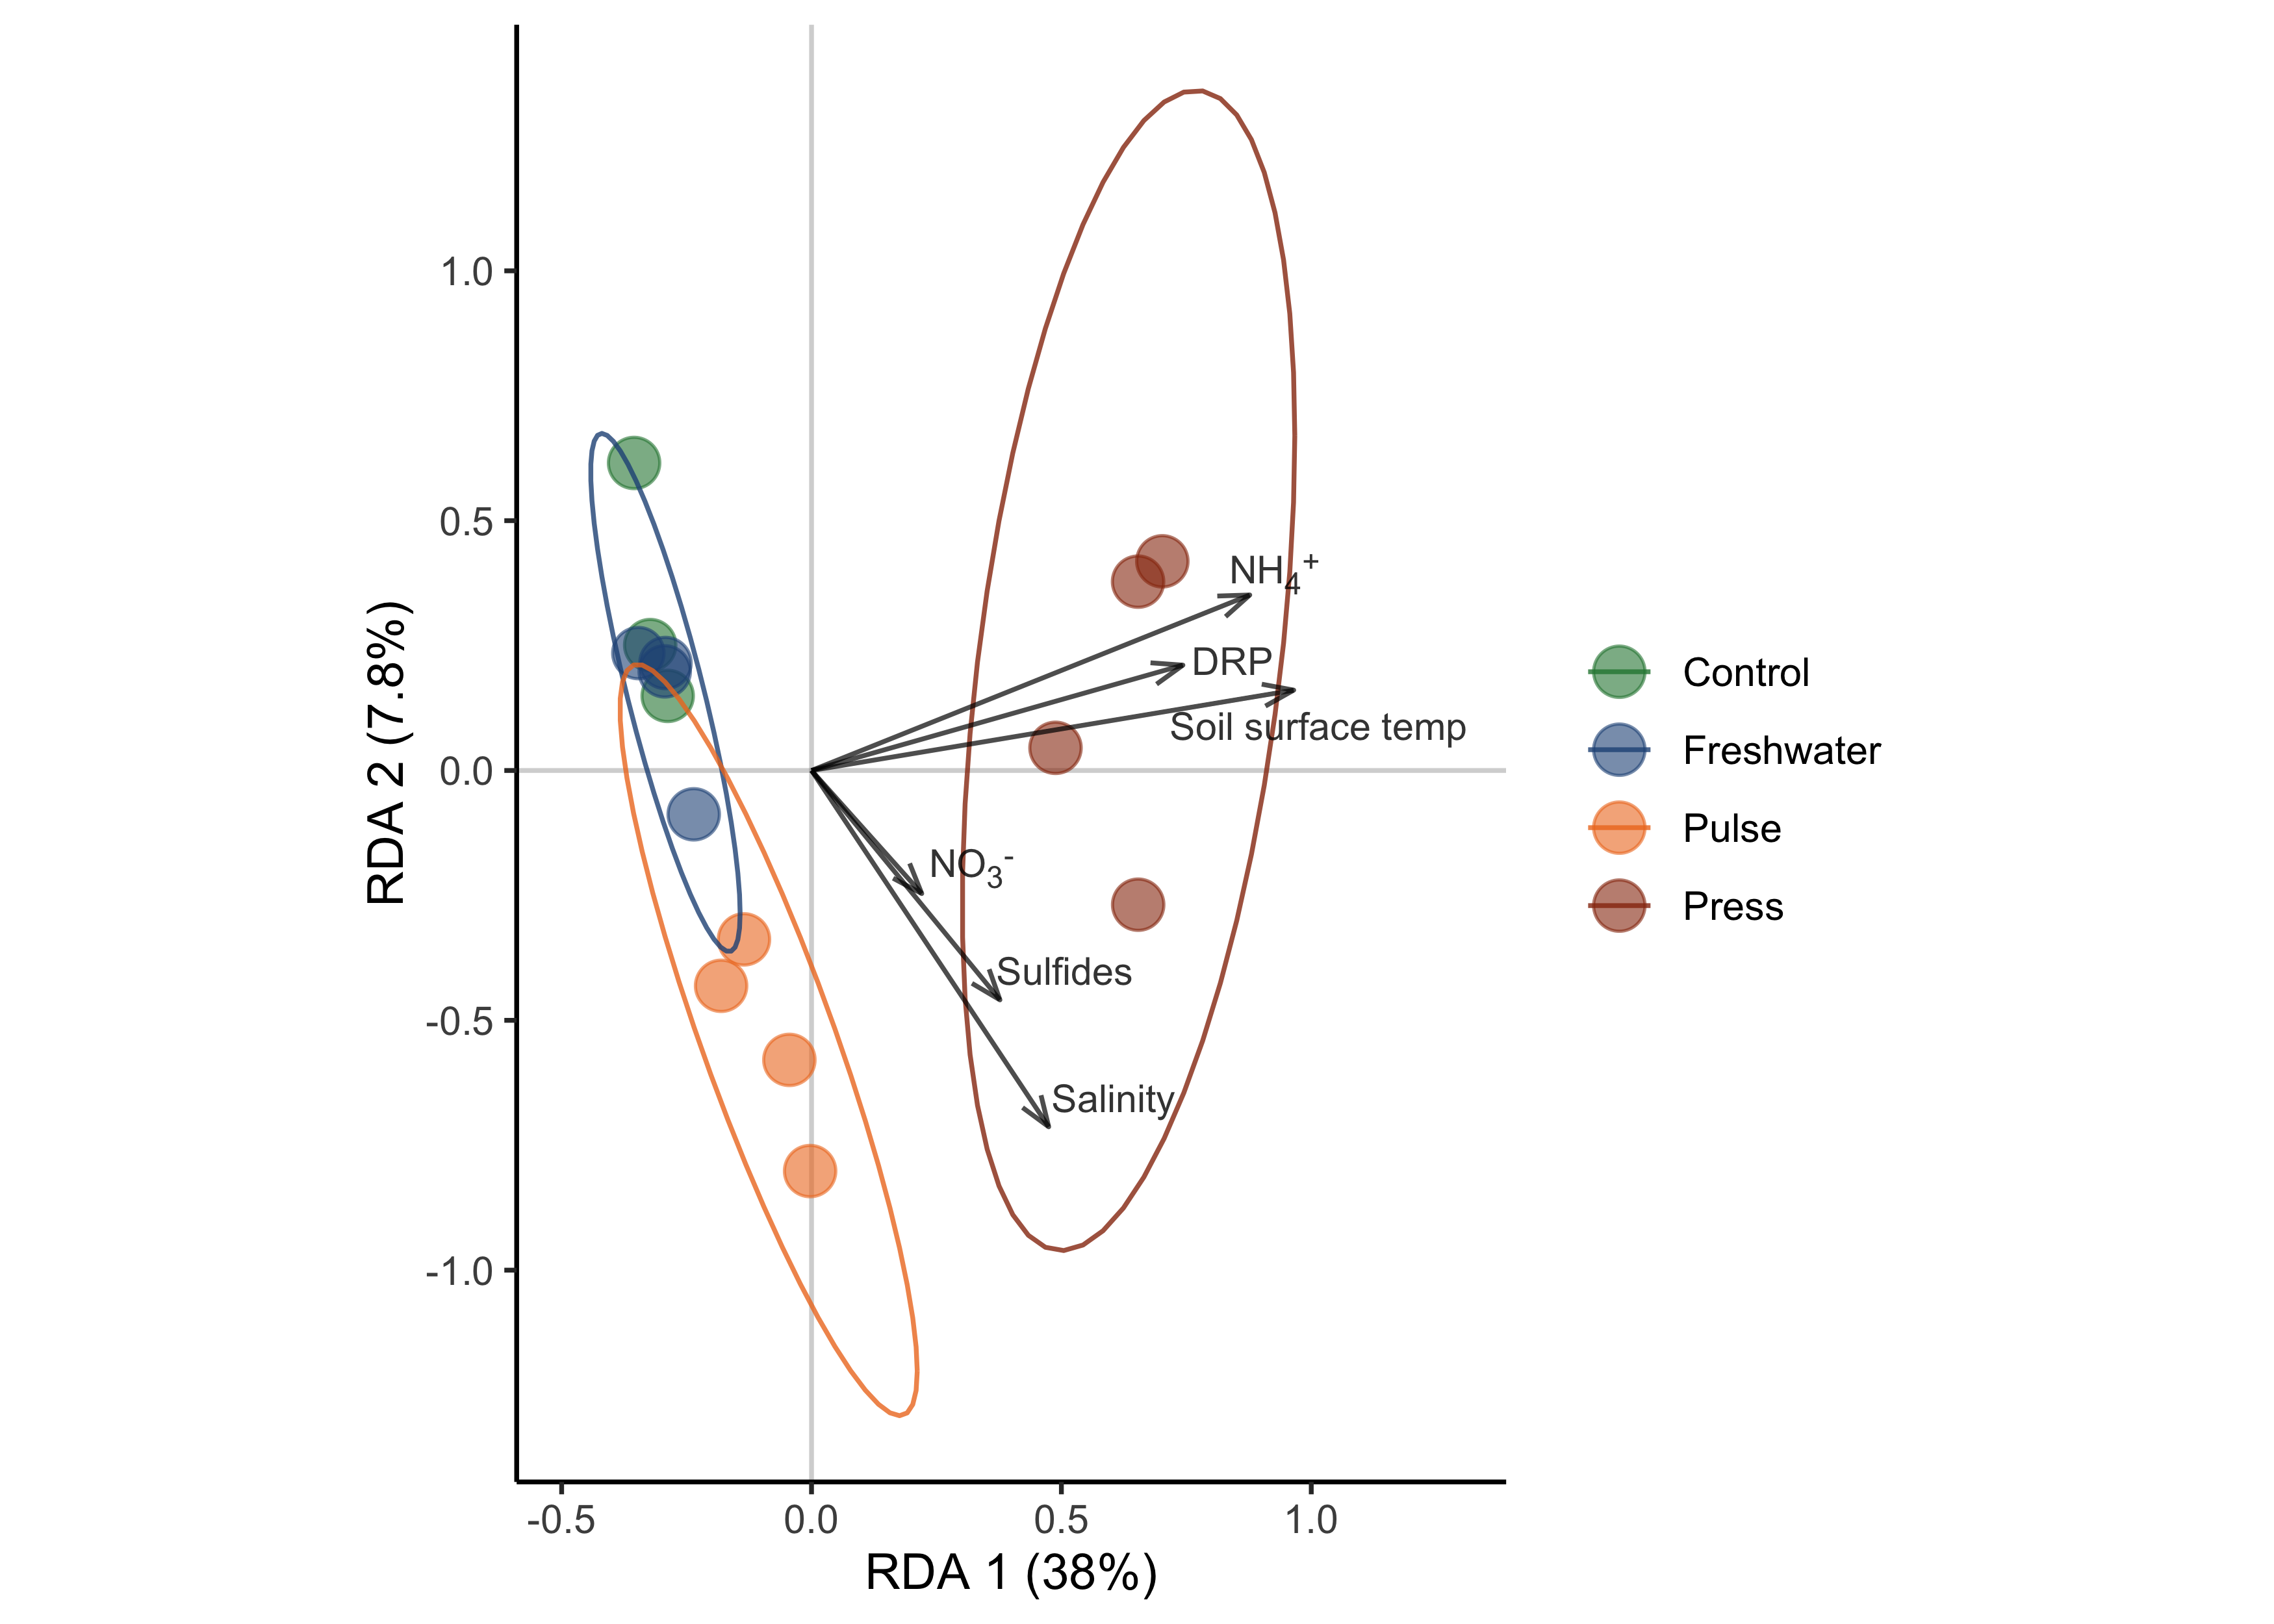 RDA 2 (7.8%)
1.0
0.5
0.0
-0.5
-1.0
NH₄⁺
DRP
Soil surface temp
NO₃⁻
Sulfides
Salinity
-0.5 0.0 0.5 1.0
RDA 1 (38%)
Control
Freshwater
Pulse
Press